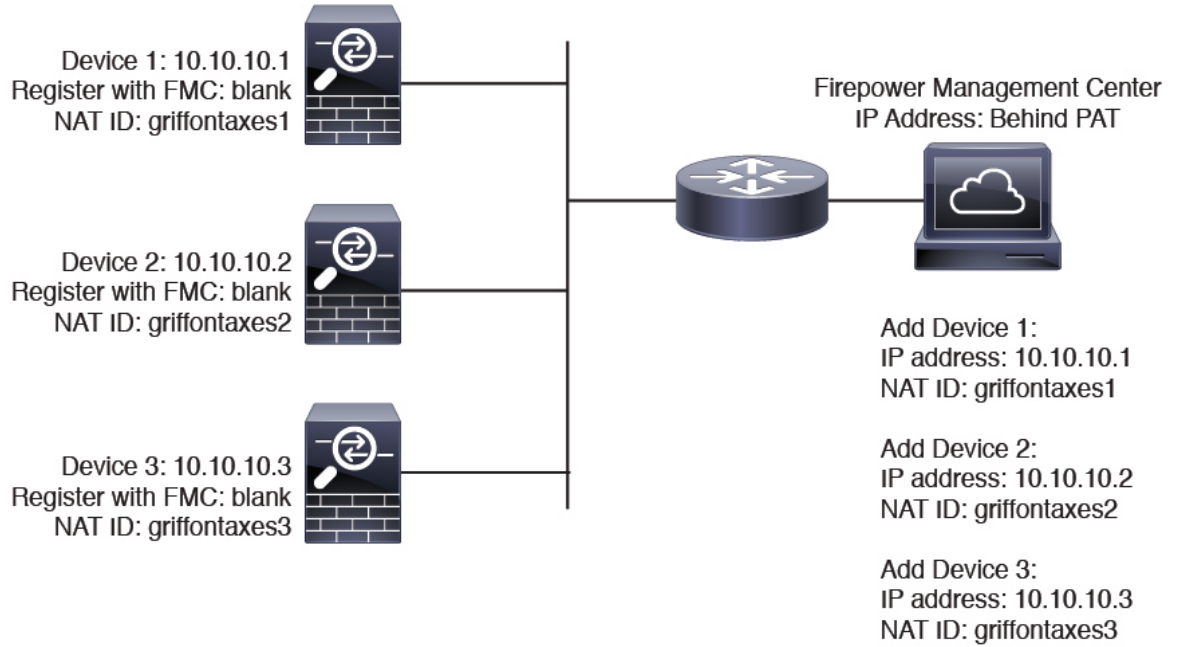 Device 1: 10.10.10.1
Register with FMC: blank
NAT ID: griffontaxes1
Device 2: 10.10.10.2
Register with FMC: blank
NAT ID: griffontaxes2
Device 3: 10.10.10.3
Register with FMC: blank
NAT ID: griffontaxes3
Firepower Management Center
IP Address: Behind PAT
Add Device 1:
IP address: 10.10.10.1
NAT ID: griffontaxes1
Add Device 2:
IP address: 10.10.10.2
NAT ID: griffontaxes2
Add Device 3:
IP address: 10.10.10.3
NAT ID: griffontaxes3